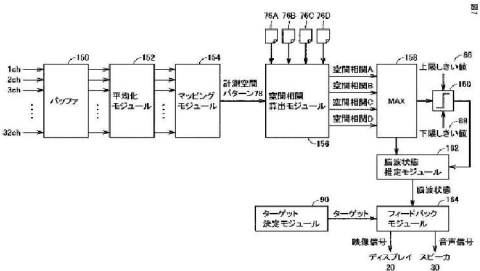 図7
76A 76B 76C 76D
150
152
154
1ch
2ch
3ch
32ch
バッファ
平均化
モジュール
マッピング
モジュール
計測空間
パターン78
空間相関
算出モジュール
156
空間相関A
空間相関B
空間相関C
空間相関D
158
MAX
86
上限しきい値
160
88
下限しきい値
162
脳波状態
推定モジュール
脳波状態
90
ターゲット
決定モジュール
ターゲット
164
フィードバック
モジュール
映像信号
音声信号
ディスプレイ
20
スピーカ
30